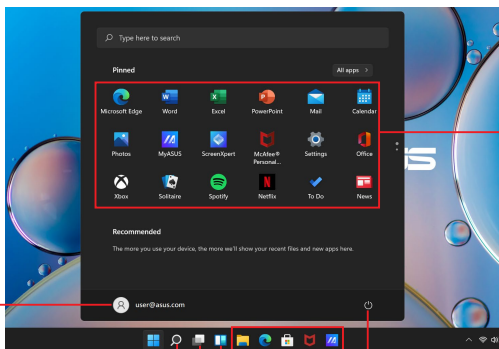 Type here to search
Pinned
All apps >
Microsoft Edge Word Excel PowerPoint Mail Calendar
Photos MyASUS ScreenXpert McAfee® Settings Office
Personal...
Xbox Solitaire Spotify Netflix To Do News
Recommended
The more you use your device, the more we'll show your recent files and new apps here.
user@asus.com